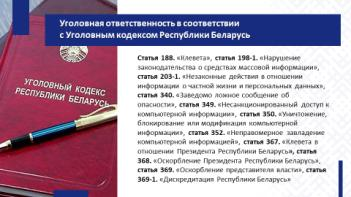 Уголовная ответственность в соответствии
с Уголовным кодексом Республики Беларусь
УГОЛОВНЫЙ КОДЕКС
РЕСПУБЛИКИ БЕЛАРУСЬ
Статья 188. «Клевета», статья 198-1. «Нарушение
законодательства о средствах массовой информации»,
статья 203-1. «Незаконные действия в отношении
информации о частной жизни и персональных данных»,
статья 340. «Заведомо ложное сообщение об
опасности», статья 349. «Несанкционированный доступ к
компьютерной информации», статья 350. «Уничтожение,
блокирование или модификация компьютерной
информации», статья 352. «Неправомерное завладение
компьютерной информацией», статья 367. «Клевета в
отношении Президента Республики Беларусь», статья
368. «Оскорбление Президента Республики Беларусь»,
статья 369. «Оскорбление представителя власти», статья
369-1. «Дискредитация Республики Беларусь»